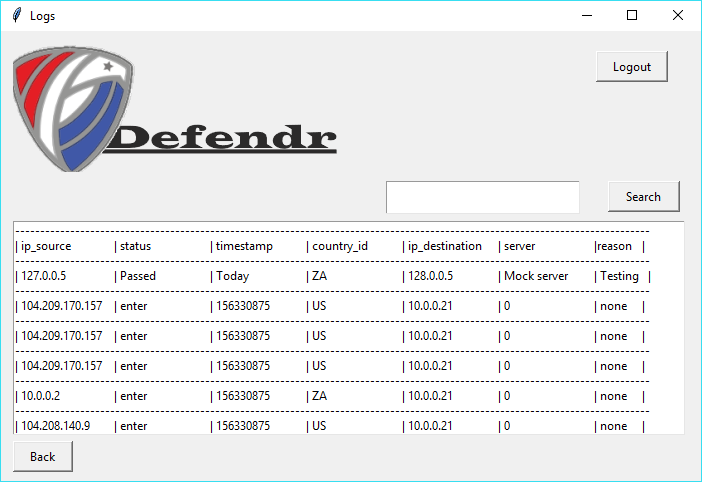 Logs
Logout
Defendr
Search
| ip_source | status | timestamp | country_id | ip_destination | server |reason |
| 127.0.0.5 | Passed | Today | ZA | 128.0.0.5 | Mock server | Testing |
| 104.209.170.157 | enter | 156330875 | US | 10.0.0.21 | 0 | none |
| 104.209.170.157 | enter | 156330875 | US | 10.0.0.21 | 0 | none |
| 104.209.170.157 | enter | 156330875 | US | 10.0.0.21 | 0 | none |
| 10.0.0.2 | enter | 156330875 | ZA | 10.0.0.21 | 0 | none |
| 104.208.140.9 | enter | 156330875 | US | 10.0.0.21 | 0 | none |
Back